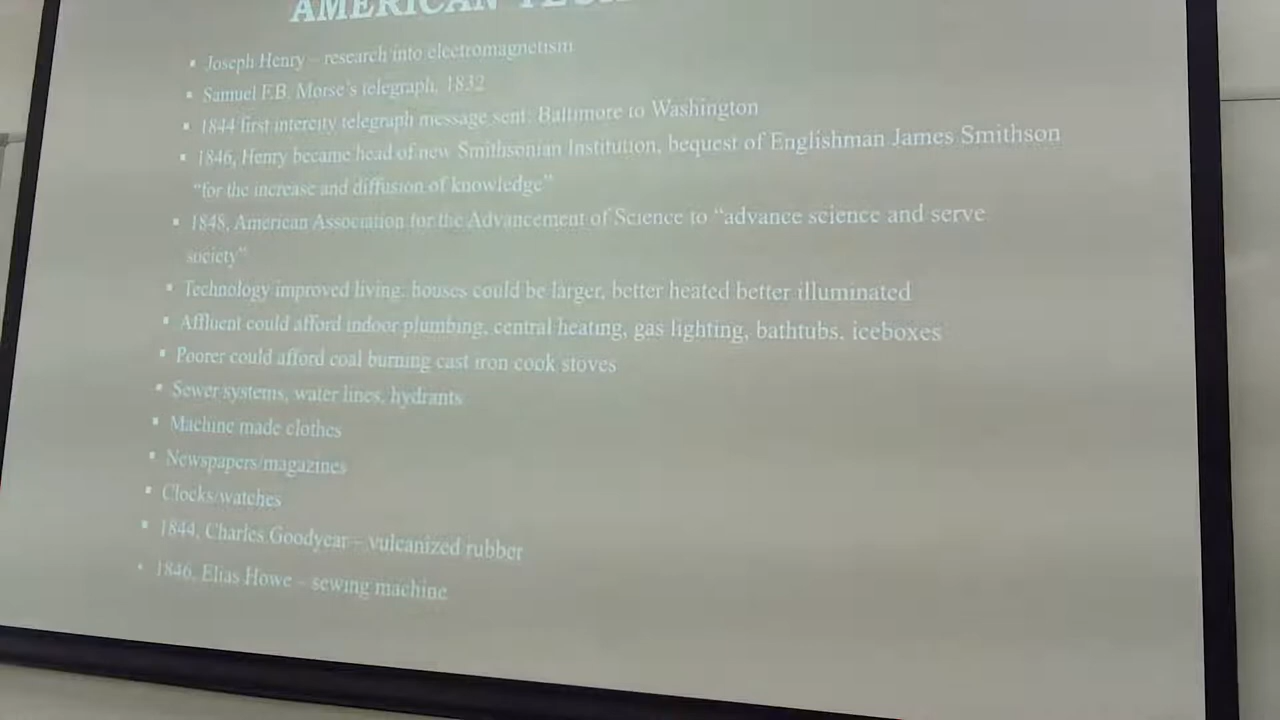 AMERICAN
▪ Joseph Henry – research into electromagnetism
▪ Samuel F.B. Morse's telegraph, 1832
▪ 1844 first intercity telegraph message sent: Baltimore to Washington
▪ 1846, Henry became head of new Smithsonian Institution, bequest of Englishman James Smithson
"for the increase and diffusion of knowledge"
▪ 1848, American Association for the Advancement of Science to "advance science and serve
society"
▪ Technology improved living: houses could be larger, better heated better illuminated
▪ Affluent could afford indoor plumbing, central heating, gas lighting, bathtubs, iceboxes
▪ Poorer could afford coal burning cast iron cook stoves
▪ Sewer systems, water lines, hydrants
▪ Machine made clothes
▪ Newspapers/magazines
▪ Clocks/watches
▪ 1844, Charles Goodyear – vulcanized rubber
▪ 1846, Elias Howe – sewing machine